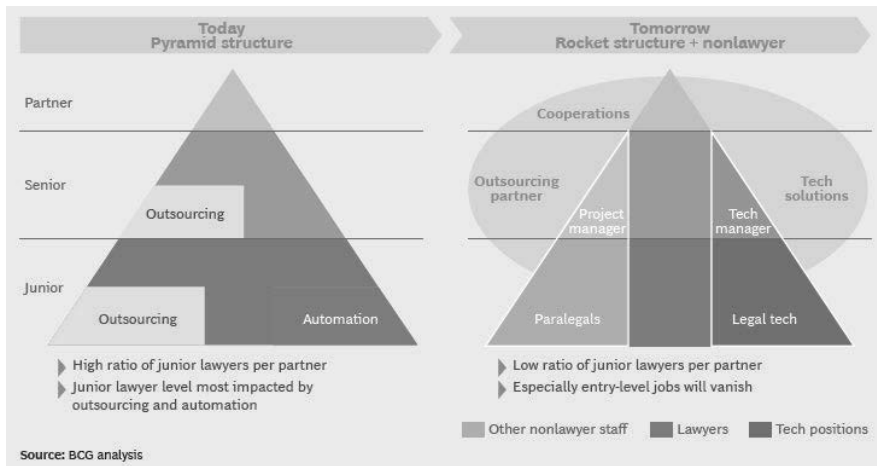 Today
Pyramid structure
Tomorrow
Rocket structure + nonlawyer
Partner
Senior
Junior
Outsourcing
Outsourcing
Automation
Cooperations
Outsourcing
partner
Tech
solutions
Project
manager
Tech
manager
Paralegals
Legal tech
High ratio of junior lawyers per partner
Junior lawyer level most impacted by
outsourcing and automation
Low ratio of junior lawyers per partner
Especially entry-level jobs will vanish
Other nonlawyer staff
Lawyers
Tech positions
Source: BCG analysis